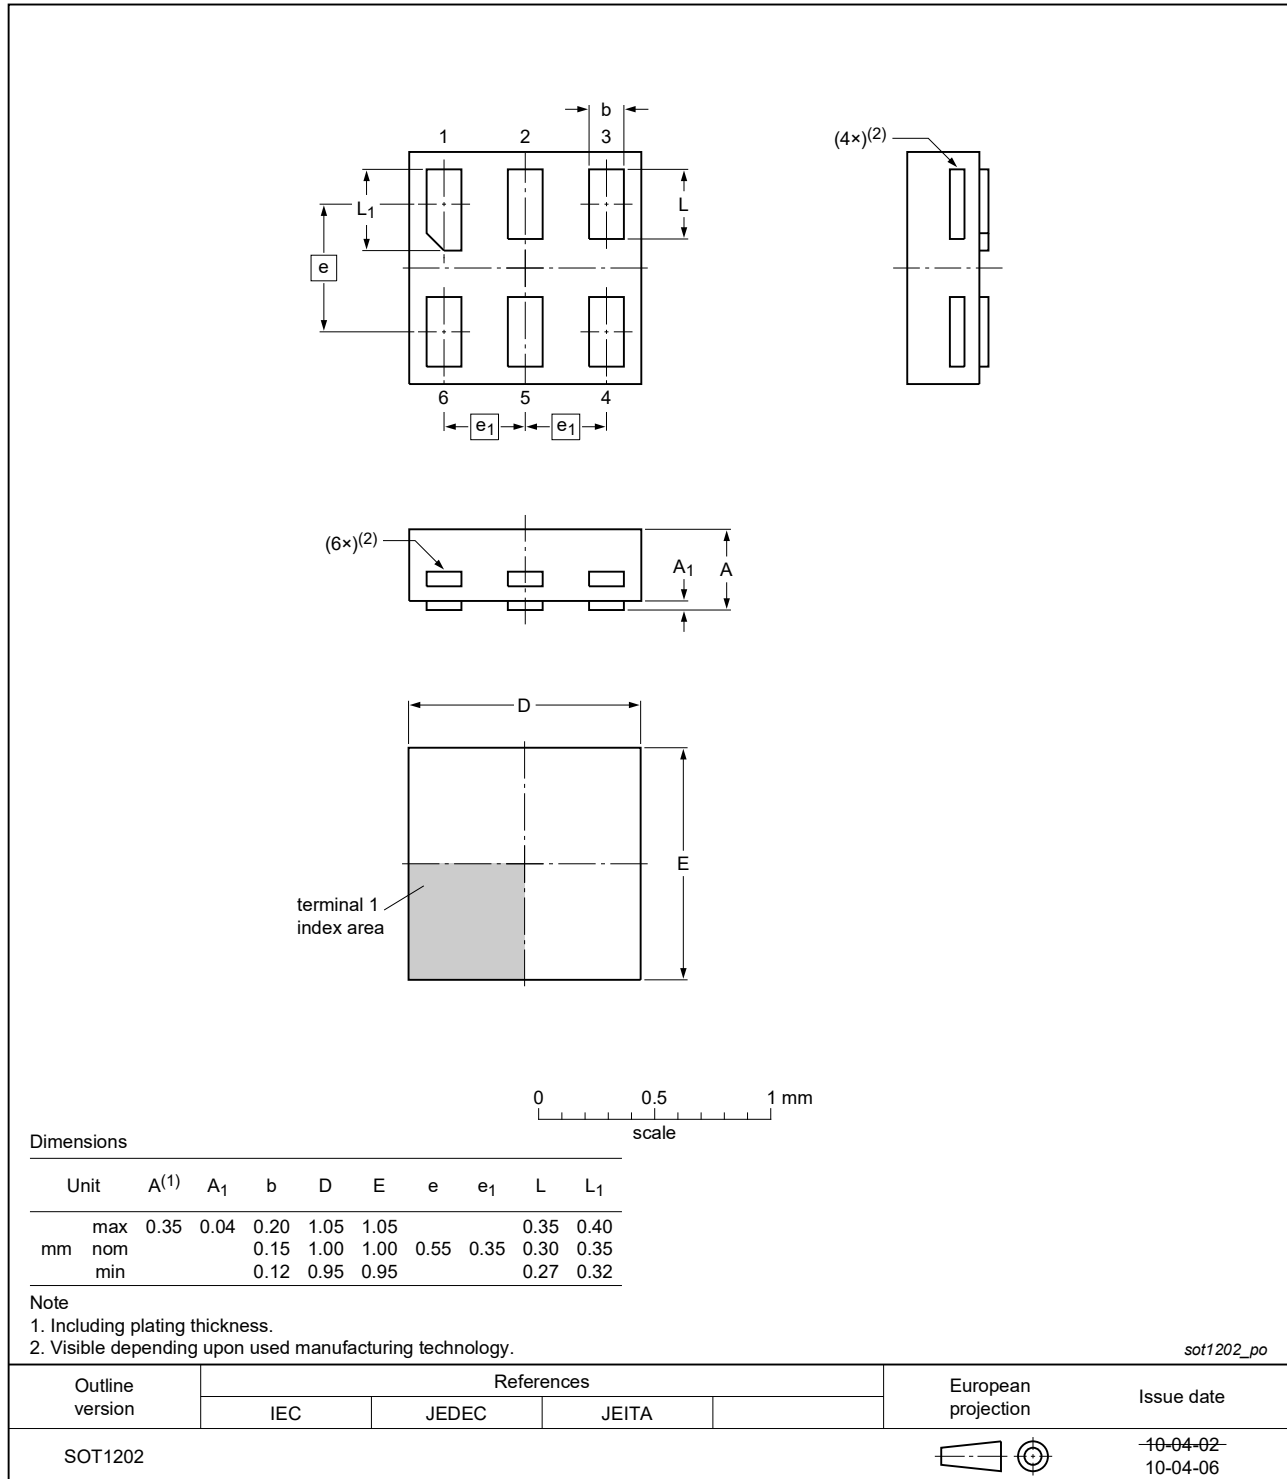 b
1 2 3
(4×)(2)
L1
L
e
6 5 4
e1 e1
(6×)(2)
A1 A
D
E
terminal 1
index area
0 0.5 1 mm
scale
Dimensions
Unit A(1) A1 b D E e e1 L L1
max 0.35 0.04 0.20 1.05 1.05 0.35 0.40
mm nom 0.15 1.00 1.00 0.55 0.35 0.30 0.35
min 0.12 0.95 0.95 0.27 0.32
Note
1. Including plating thickness.
2. Visible depending upon used manufacturing technology.
sot1202_po
Outline
version
References
IEC JEDEC JEITA
European
projection
Issue date
SOT1202
10-04-02
10-04-06